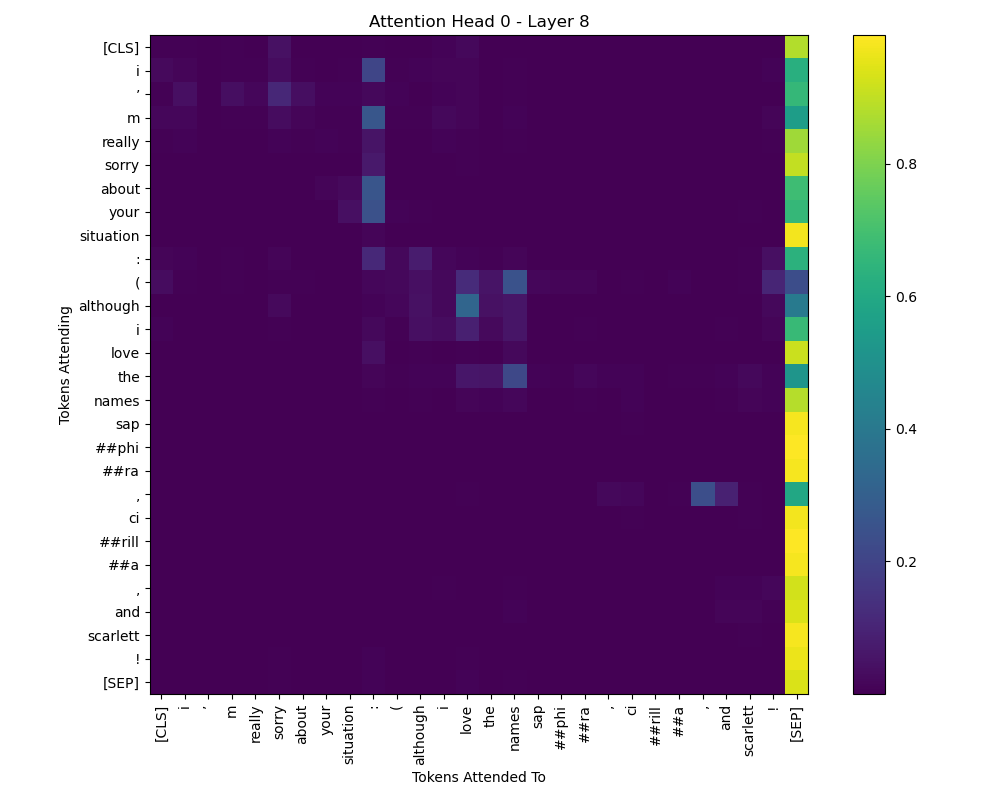 Attention Head 0 - Layer 8
Tokens Attending
[CLS]
i
'
m
really
sorry
about
your
situation
:
(
although
i
love
the
names
sap
##phi
##ra
,
ci
##rill
##a
,
and
scarlett
!
[SEP]
[CLS] i ' m really sorry about your situation : ( although i love the names sap ##phi ##ra , ci ##rill ##a , and scarlett ! [SEP]
Tokens Attended To
0.8
0.6
0.4
0.2